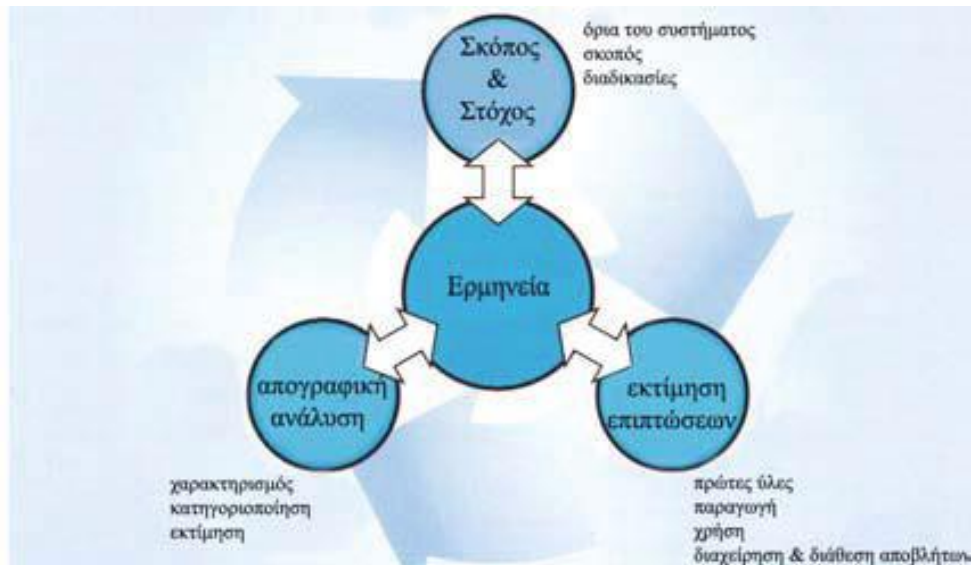 Σκόπος
&
Στόχος
όρια του συστήματος
σκοπός
διαδικασίες
Ερμηνεία
απογραφική
ανάλυση
εκτίμηση
επιπτώσεων
χαρακτηρισμός
κατηγοριοποίηση
εκτίμηση
πρώτες ύλες
παραγωγή
χρήση
διαχείρηση & διάθεση αποβλήτων